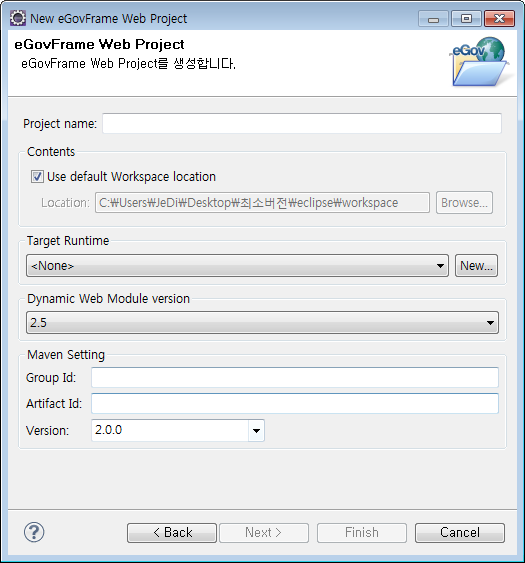 New eGovFrame Web Project
eGovFrame Web Project
eGovFrame Web Project를 생성합니다.
eGov
Project name:
Contents
Use default Workspace location
Location: C:₩Users₩JeDi₩Desktop₩최소버전₩eclipse₩workspace Browse...
Target Runtime
<None> New...
Dynamic Web Module version
2.5
Maven Setting
Group Id:
Artifact Id:
Version: 2.0.0
? < Back Next > Finish Cancel